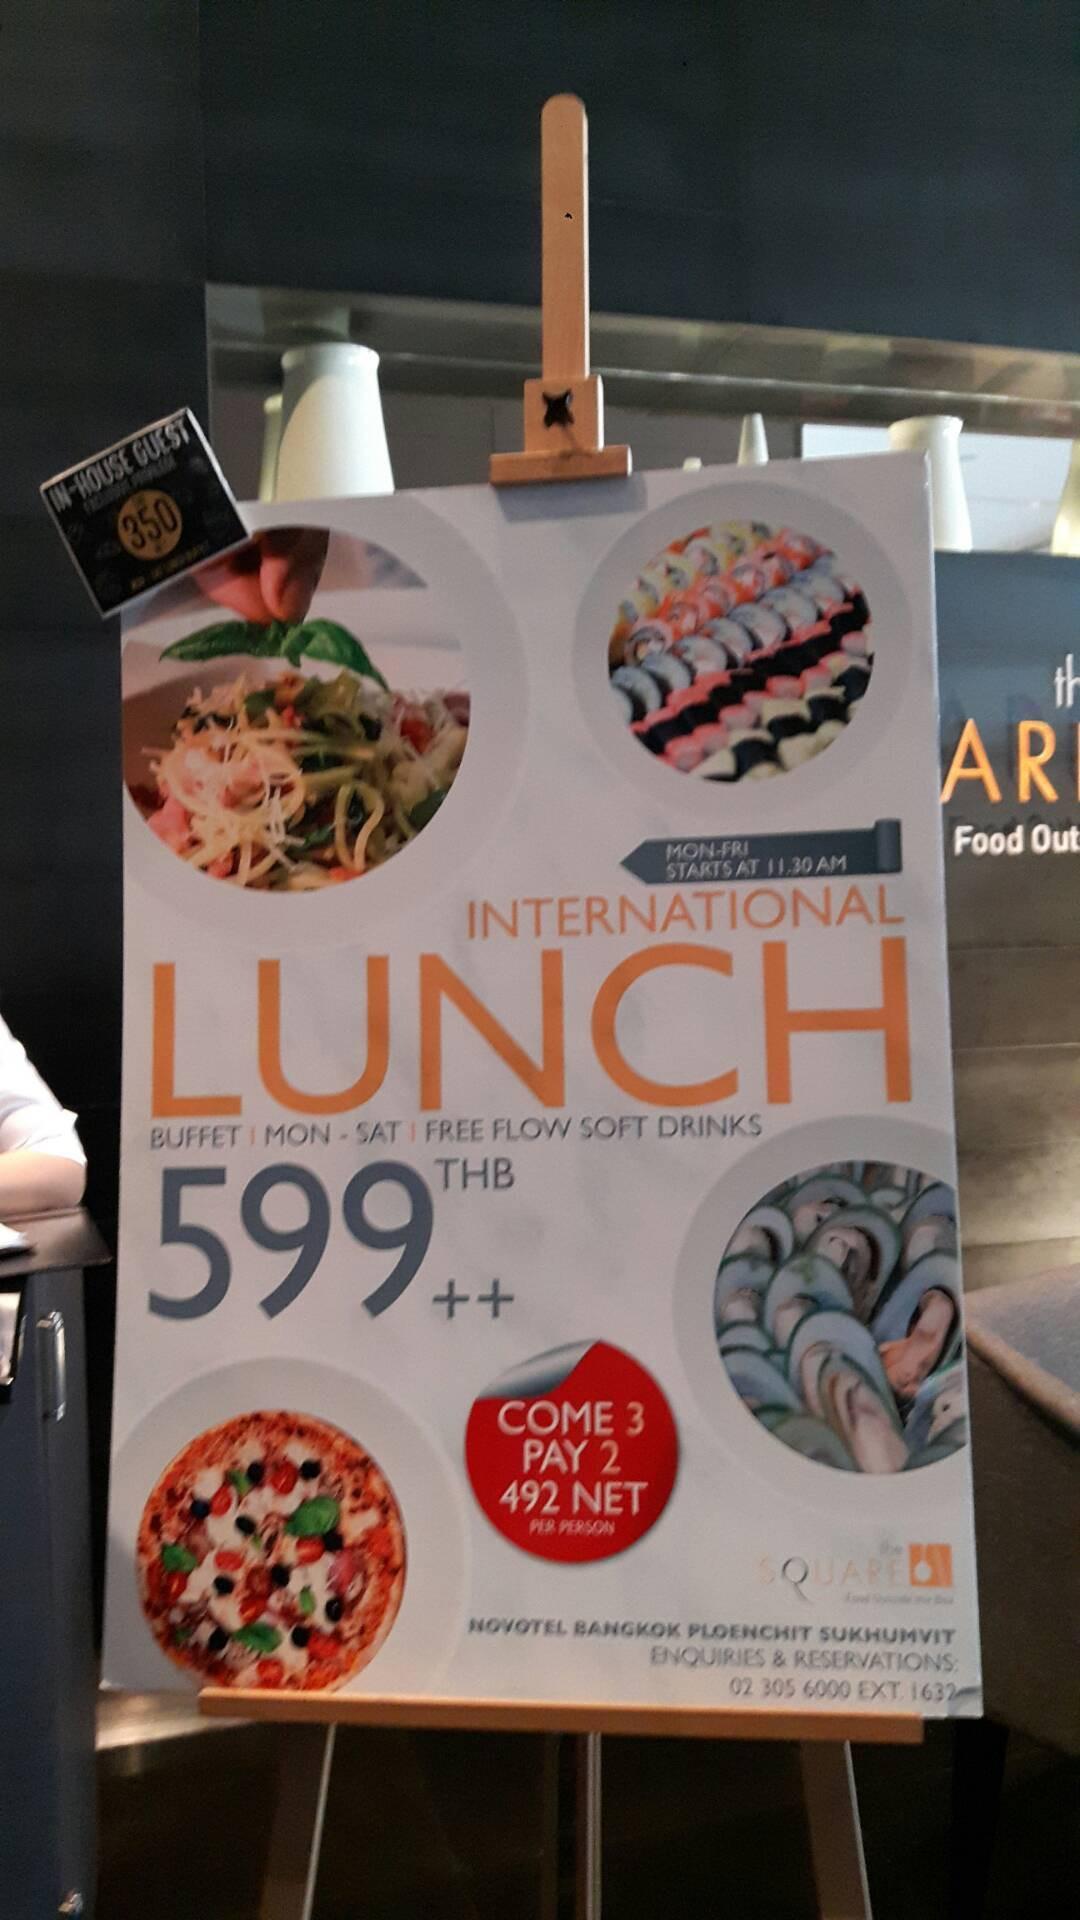 IN-HOUSE GUEST
350
MON-FRI
STARTS AT 11.30 AM
INTERNATIONAL
LUNCH
BUFFET | MON - SAT | FREE FLOW SOFT DRINKS
599 THB
++
COME 3
PAY 2
492 NET
PER PERSON
the
SQUARE
NOVOTEL BANGKOK PLOENCHIT SUKHUMVIT
ENQUIRIES & RESERVATIONS:
02 305 6000 EXT. 1632
th
AR
Food Out